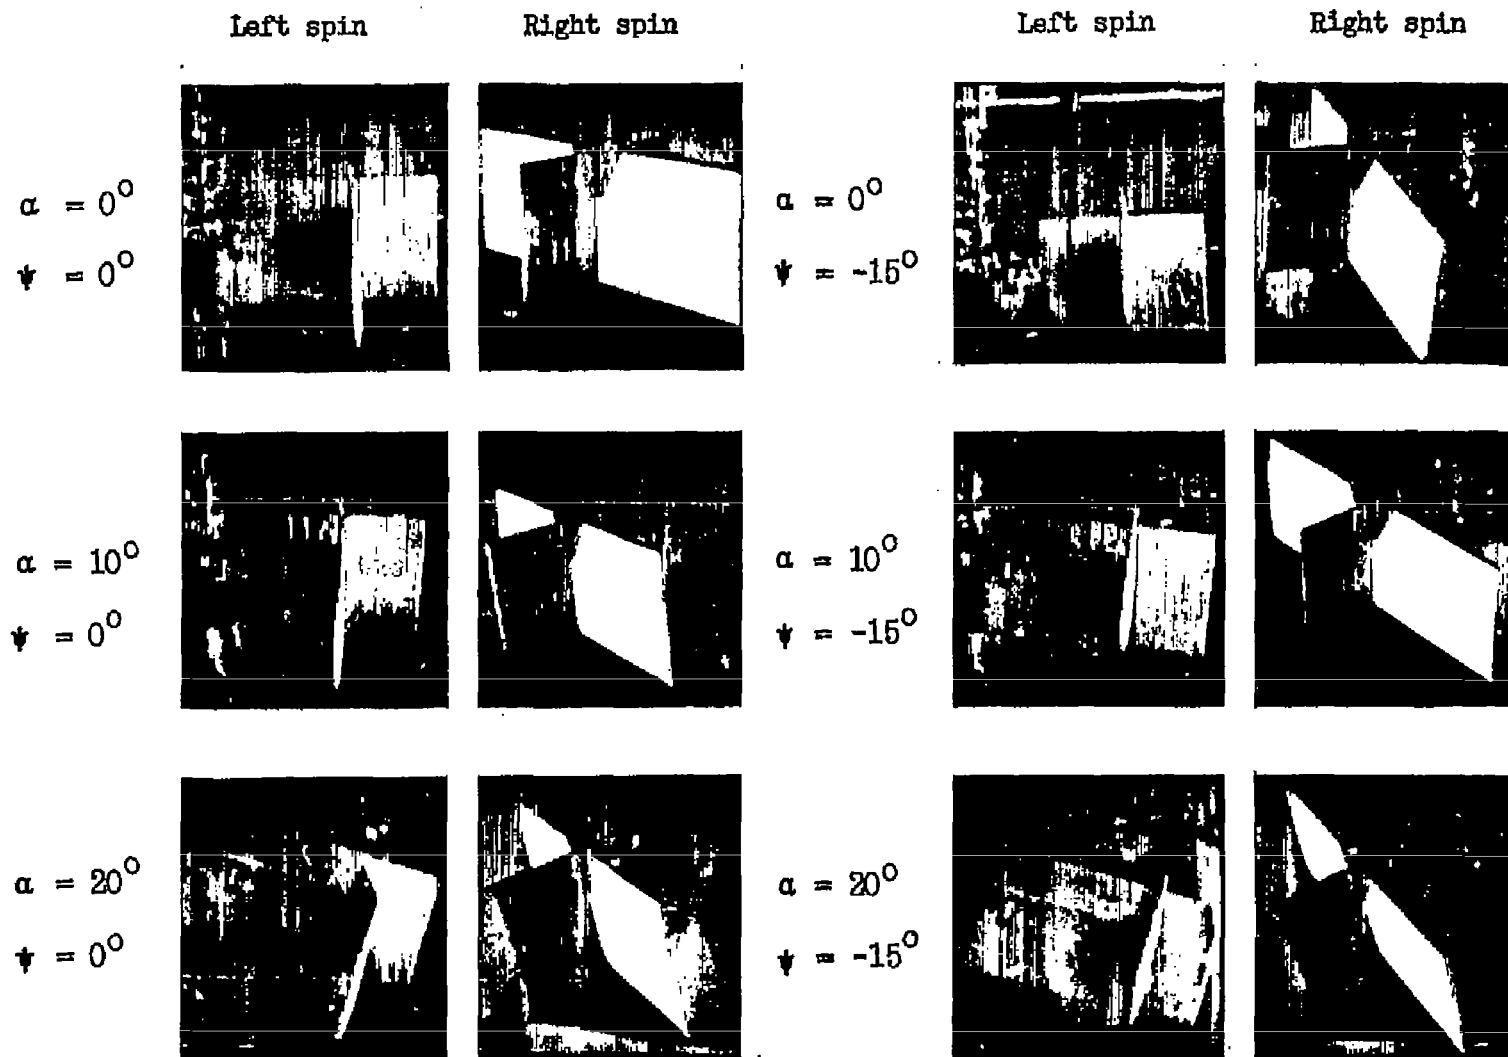 Left spin Right spin Left spin Right spin
α = 0° α = 0°
ψ = 0° ψ = -15°
α = 10° α = 10°
ψ = 0° ψ = -15°
α = 20° α = 20°
ψ = 0° ψ = -15°